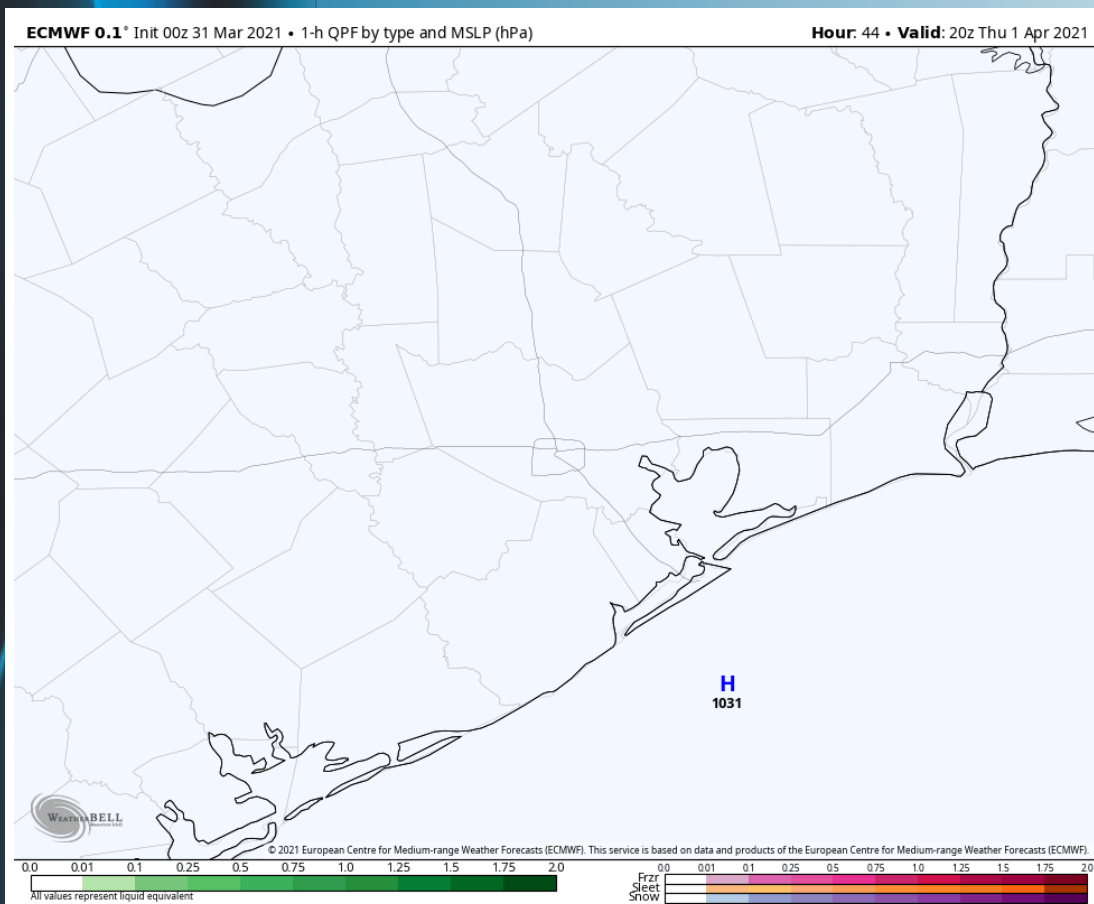 ECMWF 0.1° Init 00z 31 Mar 2021 • 1-h QPF by type and MSLP (hPa)
Hour: 44 • Valid: 20z Thu 1 Apr 2021
H
1031
WEATHERBELL
© 2021 European Centre for Medium-range Weather Forecasts (ECMWF). This service is based on data and products of the European Centre for Medium-range Weather Forecasts (ECMWF).
0.0 0.01 0.1 0.25 0.5 0.75 1.0 1.25 1.5 1.75 2.0
All values represent liquid equivalent
0.0 0.01 0.1 0.25 0.5 0.75 1.0 1.25 1.5 1.75 2.0
Frzr
Sleet
Snow